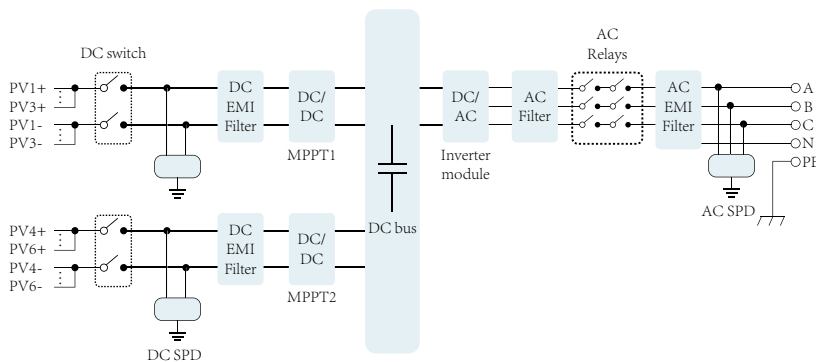 DC switch
PV1+
PV3+
PV1-
PV3-
DC
EMI
Filter
DC/
DC
MPPT1
PV4+
PV6+
PV4-
PV6-
DC SPD
DC
EMI
Filter
DC/
DC
MPPT2
DC bus
DC/
AC
Inverter
module
AC
Filter
AC
Relays
AC
EMI
Filter
A
B
C
N
PE
AC SPD